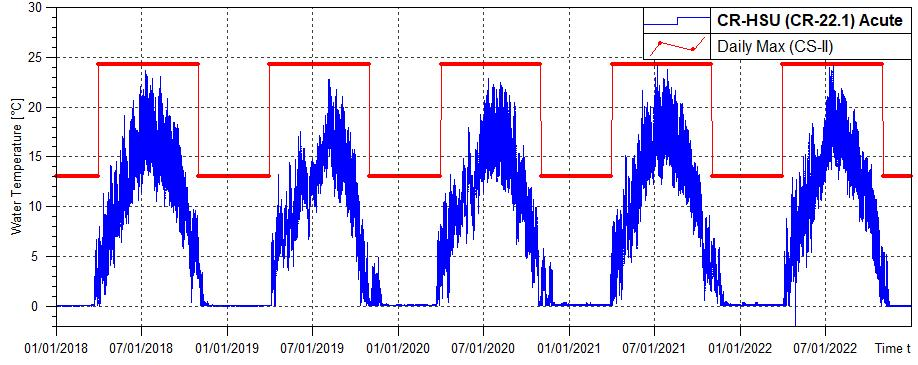 30
CR-HSU (CR-22.1) Acute
Daily Max (CS-II)
25
20
15
10
5
0
Water Temperature [°C]
01/01/2018 07/01/2018 01/01/2019 07/01/2019 01/01/2020 07/01/2020 01/01/2021 07/01/2021 01/01/2022 07/01/2022 Time t